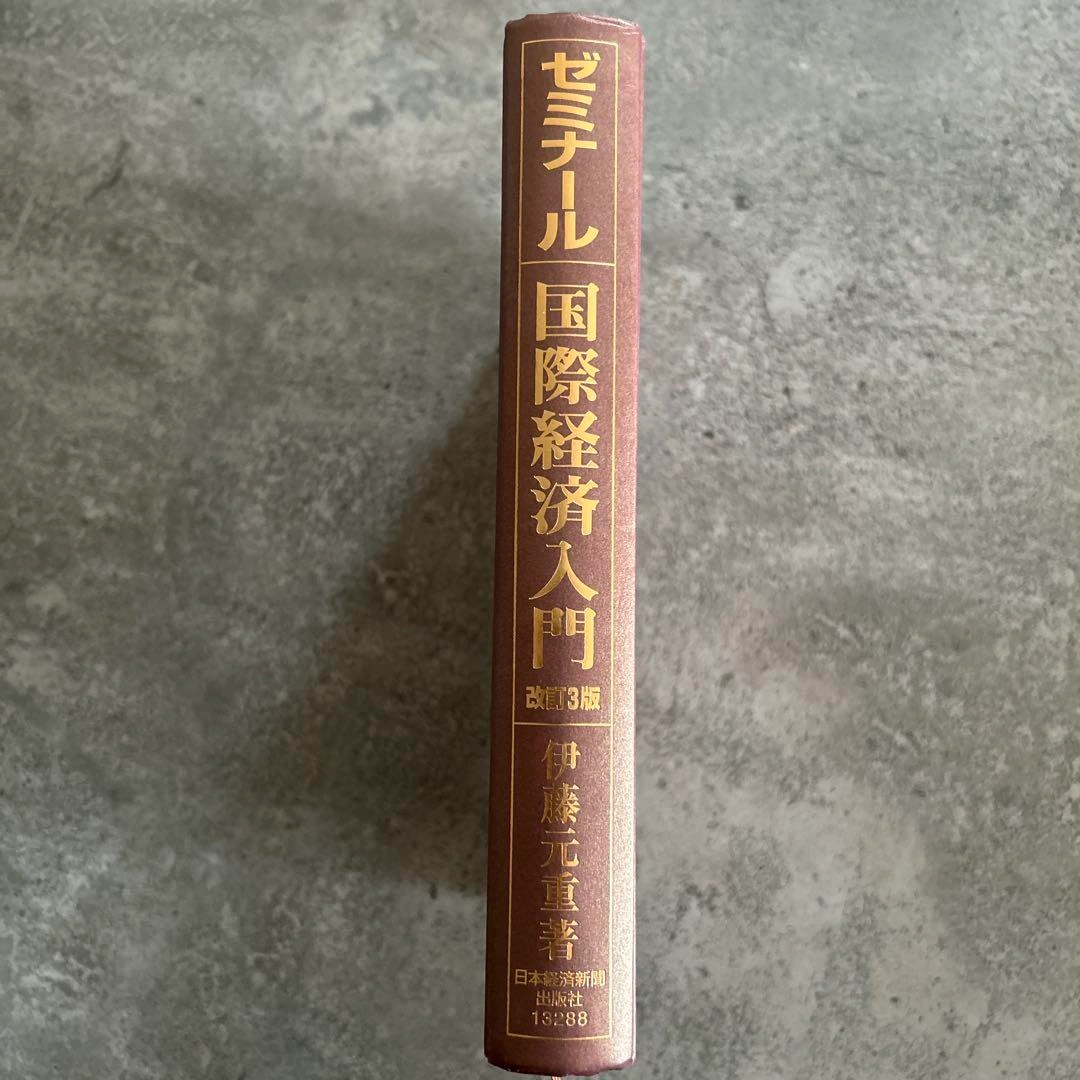 ゼミナール
国際経済入門
改訂3版
伊藤元重著
日本経済新聞
出版社
13288